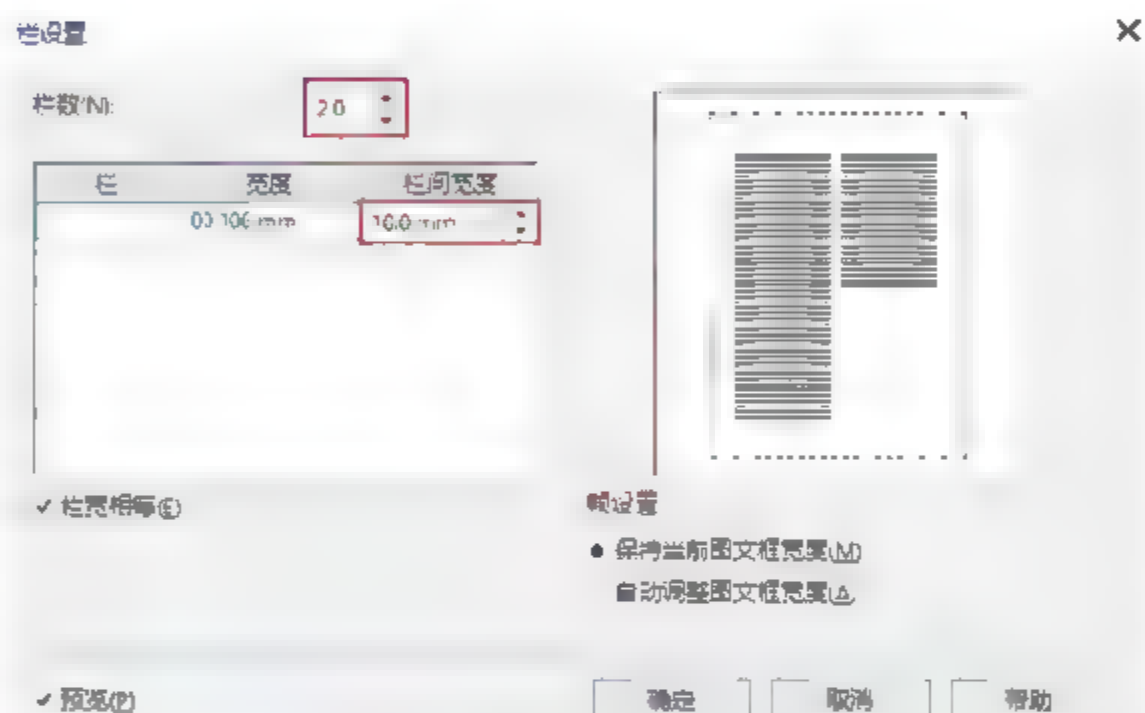 栏设置
栏数(N):
2.0
栏 宽度 栏间宽度
10.0 mm
栏宽相等(E)
帧设置
保持当前图文框宽度(M)
自动调整图文框宽度(A)
预览(P)
确定 取消 帮助